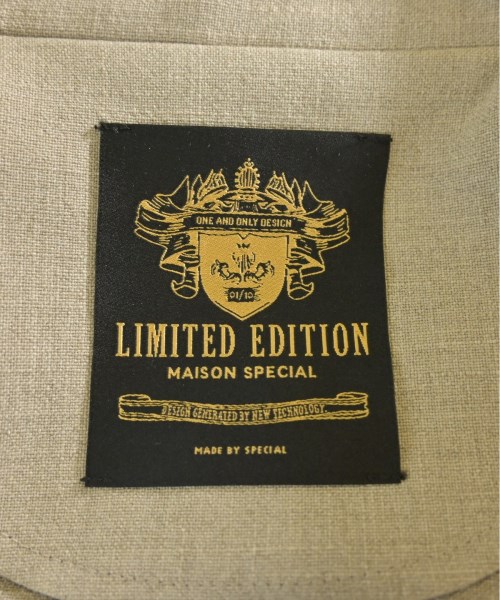 ONE AND ONLY DESIGN
01/10
LIMITED EDITION
MAISON SPECIAL
DESIGN GENERATED BY NEW TECHNOLOGY.
MADE BY SPECIAL